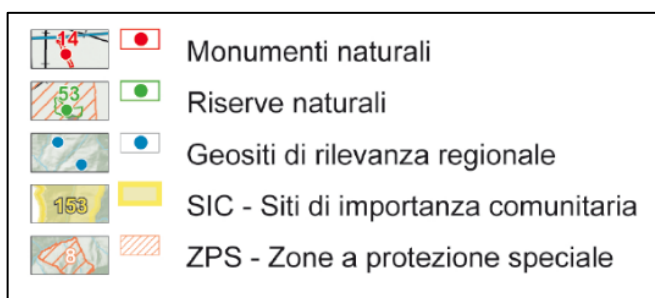 14 Monumenti naturali
53 Riserve naturali
Geositi di rilevanza regionale
153 SIC - Siti di importanza comunitaria
8 ZPS - Zone a protezione speciale